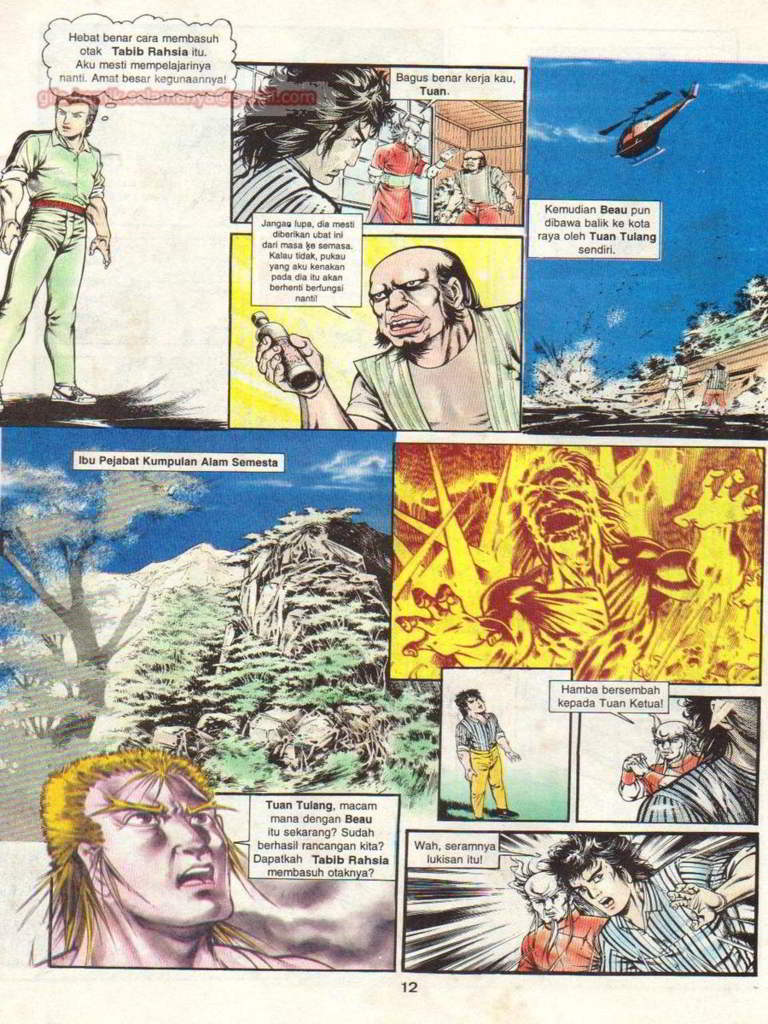 Hebat benar cara membasuh
otak Tabib Rahsia itu.
Aku mesti mempelajarinya
nanti. Amat besar kegunaannya!
Bagus benar kerja kau,
Tuan.
Jangan lupa, dia mesti
diberikan ubat ini
dari masa ke semasa.
Kalau tidak, pukau
yang aku kenakan
pada dia itu akan
berhenti berfungsi
nanti!
Kemudian Beau pun
dibawa balik ke kota
raya oleh Tuan Tulang
sendiri.
Ibu Pejabat Kumpulan Alam Semesta
Hamba bersembah
kepada Tuan Ketua!
Tuan Tulang, macam
mana dengan Beau
itu sekarang? Sudah
berhasil rancangan kita?
Dapatkah Tabib Rahsia
membasuh otaknya?
Wah, seramnya
lukisan itu!
12